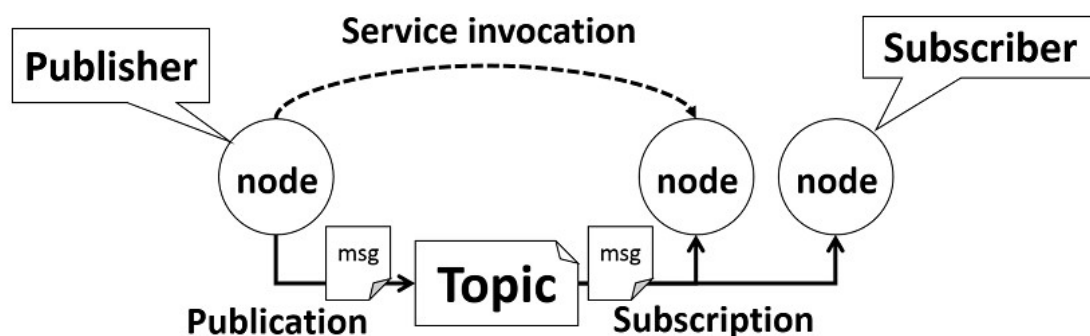 Service invocation
Publisher
Subscriber
node
node
node
msg
Topic
msg
Publication
Subscription